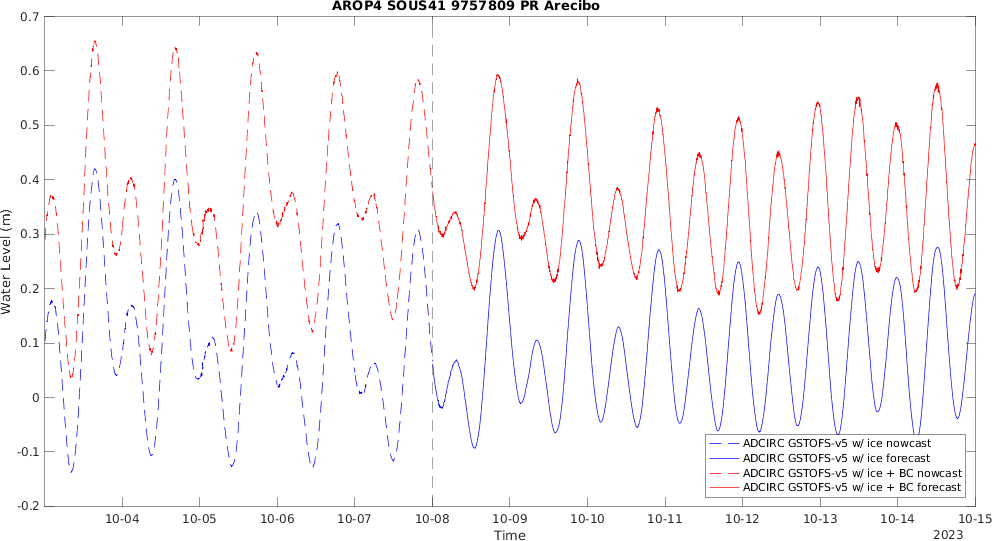 AROP4 SOUS41 9757809 PR Arecibo
Water Level (m)
0.7
0.6
0.5
0.4
0.3
0.2
0.1
0
-0.1
-0.2
ADCIRC GSTOFS-v5 w/ ice nowcast
ADCIRC GSTOFS-v5 w/ ice forecast
ADCIRC GSTOFS-v5 w/ ice + BC nowcast
ADCIRC GSTOFS-v5 w/ ice + BC forecast
10-04 10-05 10-06 10-07 10-08 10-09 10-10 10-11 10-12 10-13 10-14 10-15
Time
2023